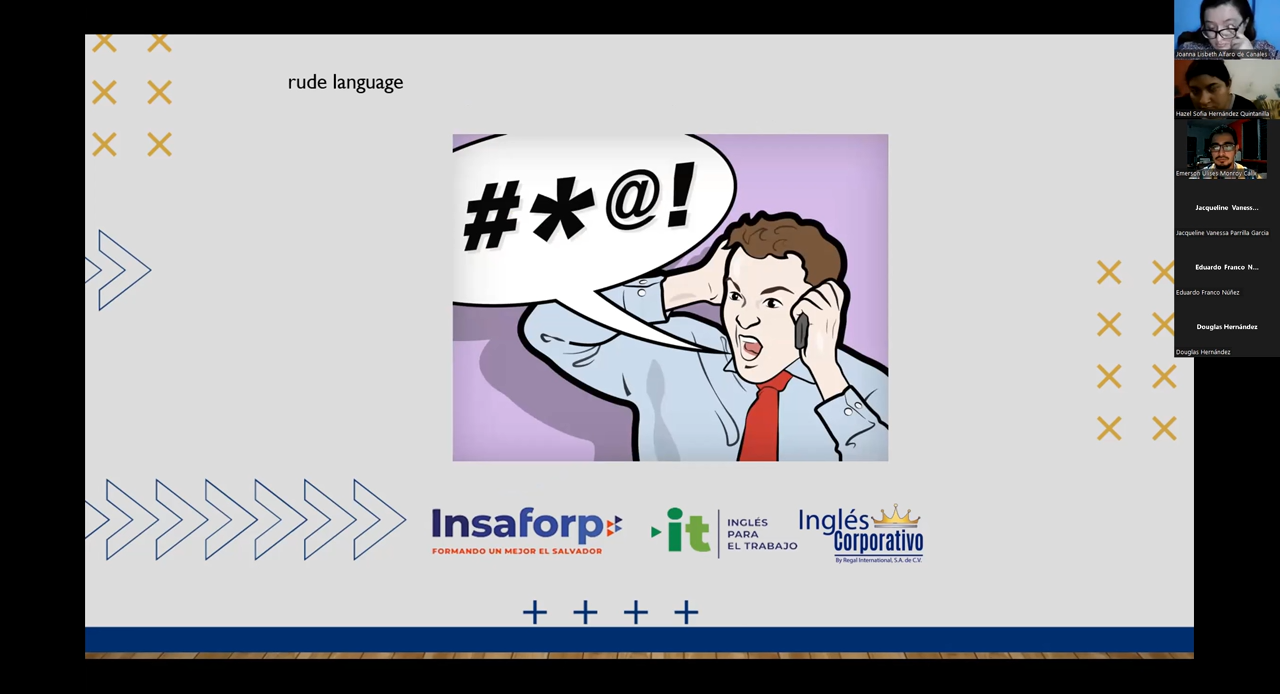 rude language
#*@!
Insaforp
FORMANDO UN MEJOR EL SALVADOR
it
INGLÉS
PARA
EL TRABAJO
Inglés
Corporativo
By Regal International, S.A. de C.V.
Joanna Lisbeth Alfaro de Canales
Hazel Sofia Hernández Quintanilla
Emerson Ulises Monroy Cálix
Jacqueline Vaness...
Jacqueline Vanessa Parrilla Garcia
Eduardo Franco N...
Eduardo Franco Núñez
Douglas Hernández
Douglas Hernández